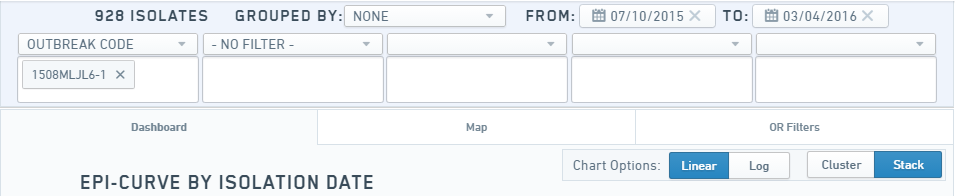 928 ISOLATES GROUPED BY: NONE FROM: 07/10/2015 TO: 03/04/2016
OUTBREAK CODE - NO FILTER -
1508MLJL6-1
Dashboard Map OR Filters
Chart Options: Linear Log Cluster Stack
EPI-CURVE BY ISOLATION DATE